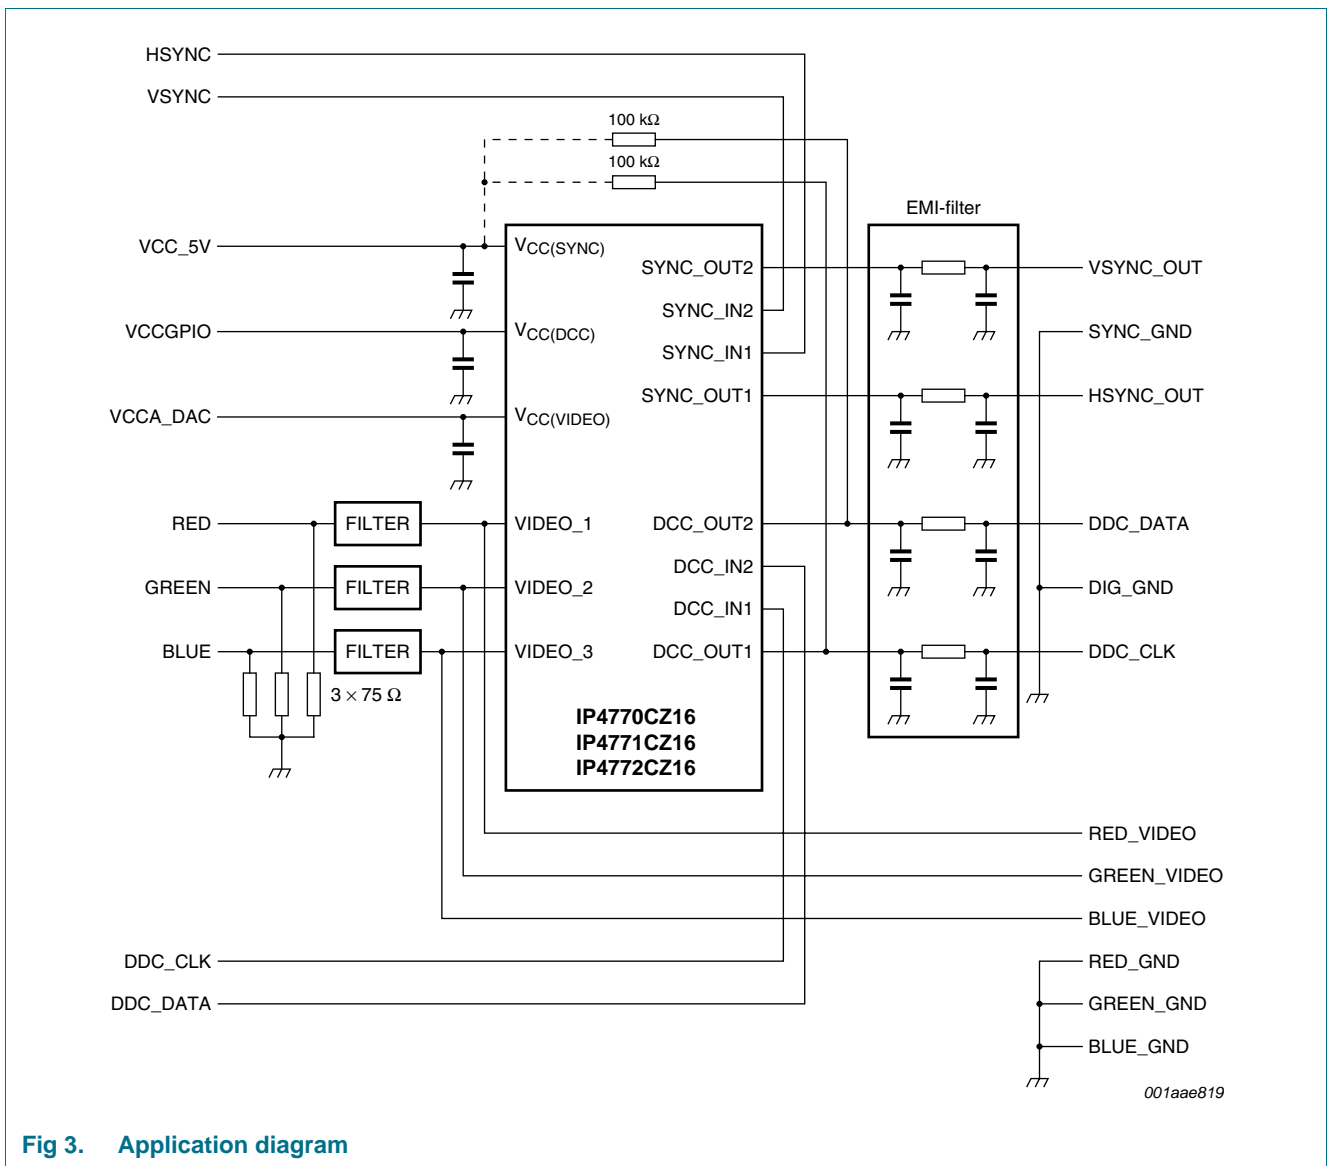 HSYNC
VSYNC
100 kΩ
100 kΩ
EMI-filter
VCC_5V
VCC(SYNC)
SYNC_OUT2
VSYNC_OUT
SYNC_IN2
VCCGPIO
VCC(DCC)
SYNC_GND
SYNC_IN1
SYNC_OUT1
HSYNC_OUT
VCCA_DAC
VCC(VIDEO)
RED
FILTER
VIDEO_1
DCC_OUT2
DDC_DATA
DCC_IN2
GREEN
FILTER
VIDEO_2
DIG_GND
DCC_IN1
BLUE
FILTER
VIDEO_3
DCC_OUT1
DDC_CLK
3 × 75 Ω
IP4770CZ16
IP4771CZ16
IP4772CZ16
RED_VIDEO
GREEN_VIDEO
BLUE_VIDEO
DDC_CLK
RED_GND
DDC_DATA
GREEN_GND
BLUE_GND
001aae819
Fig 3. Application diagram